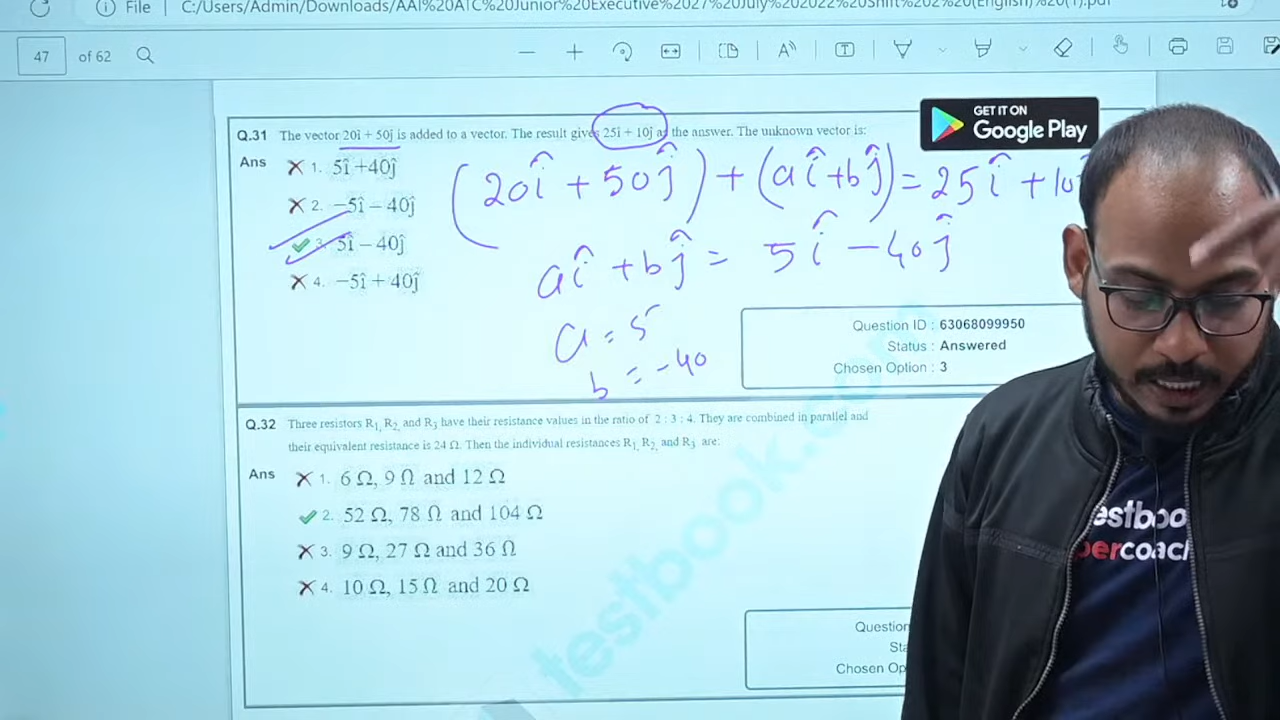 File | C:/Users/Admin/Downloads/AAI%20ATC%20Junior%20Executive%2027%20July%202022%20Shift%202%20(English)%20(1).pdf
47 of 62
GET IT ON
Google Play
Q.31 The vector 20î + 50ĵ is added to a vector. The result gives 25î + 10ĵ as the answer. The unknown vector is:
Ans 1. 5î +40ĵ
2. −5î − 40ĵ
3. 5î − 40ĵ
4. −5î + 40ĵ
(20î + 50ĵ) + (aî+bĵ) = 25î + 10ĵ
aî + bĵ = 5î − 40ĵ
a = 5
b = -40
Question ID : 63068099950
Status : Answered
Chosen Option : 3
Q.32 Three resistors R1, R2, and R3 have their resistance values in the ratio of 2 : 3 : 4. They are combined in parallel and
their equivalent resistance is 24 Ω. Then the individual resistances R1, R2, and R3 are:
Ans 1. 6 Ω, 9 Ω and 12 Ω
2. 52 Ω, 78 Ω and 104 Ω
3. 9 Ω, 27 Ω and 36 Ω
4. 10 Ω, 15 Ω and 20 Ω
Question
Sta
Chosen Op
testbook.com
estboo
percoach